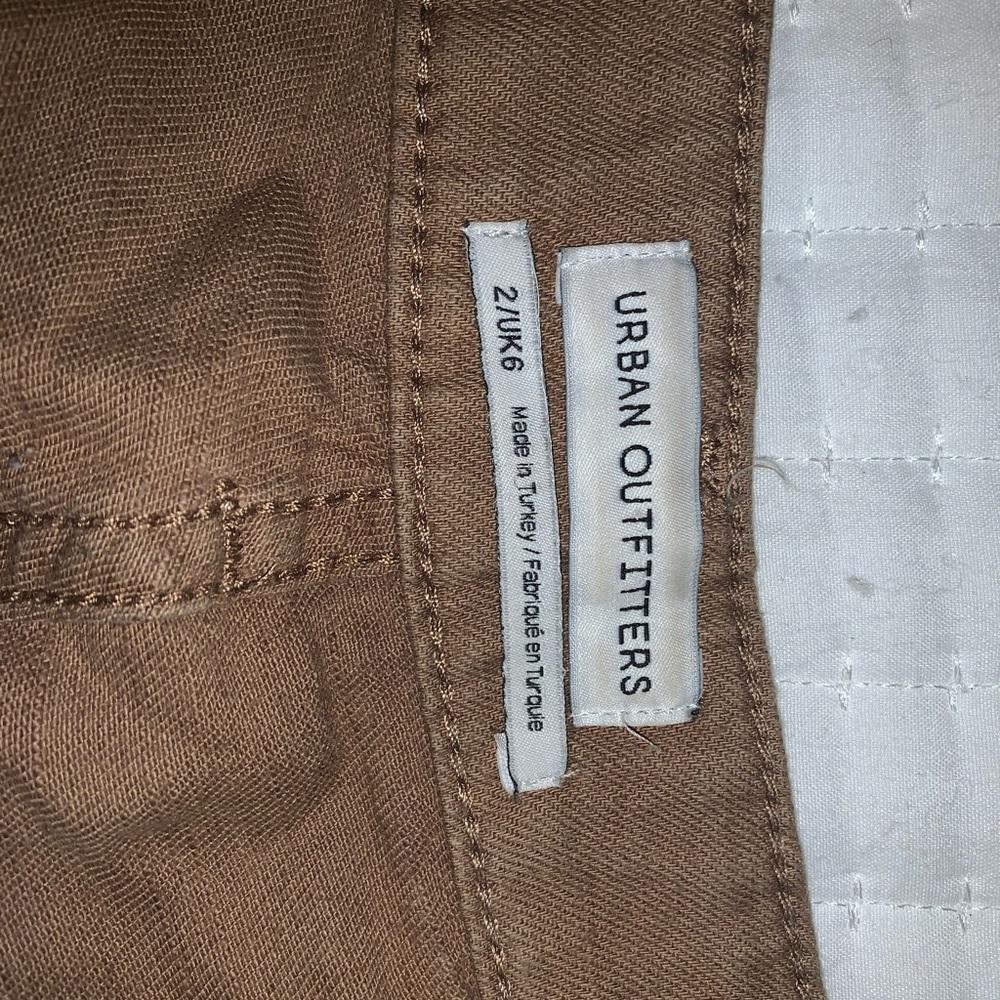 URBAN OUTFITTERS
2/UK6 Made in Turkey / Fabriqué en Turquie